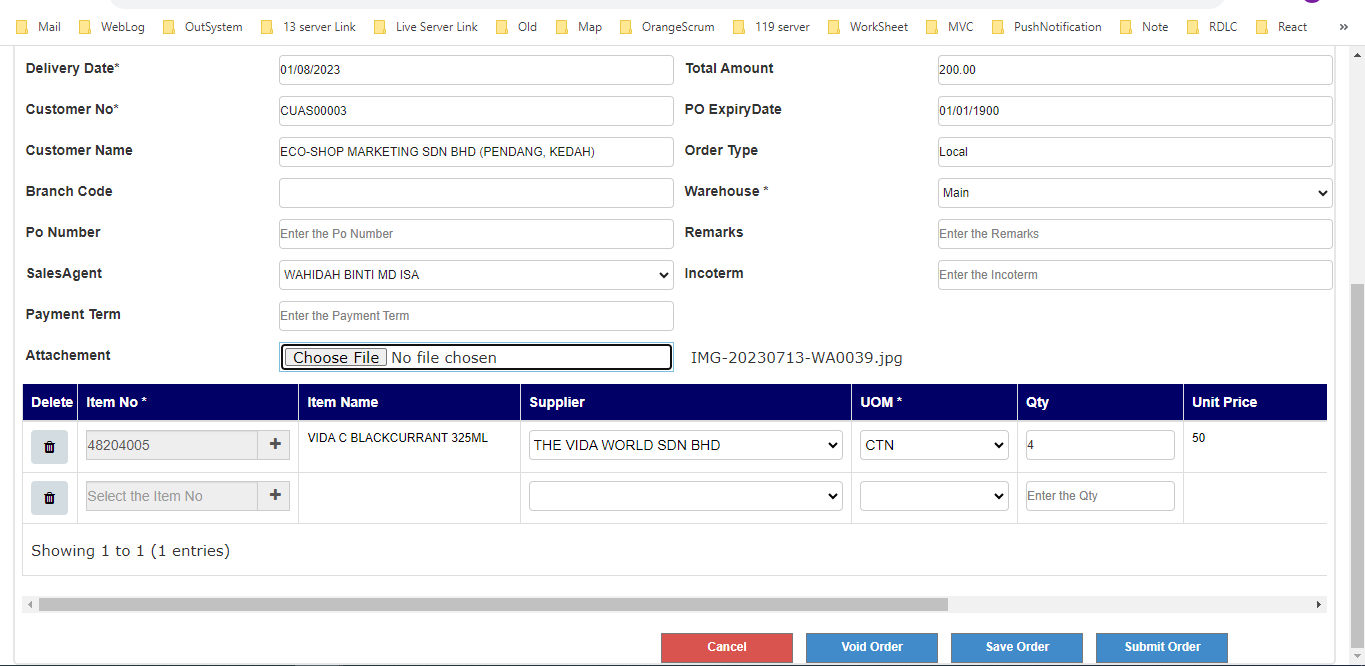 Mail WebLog OutSystem 13 server Link Live Server Link Old Map OrangeScrum 119 server WorkSheet MVC PushNotification Note RDLC React »
Delivery Date* 01/08/2023 Total Amount 200.00
Customer No* CUAS00003 PO ExpiryDate 01/01/1900
Customer Name ECO-SHOP MARKETING SDN BHD (PENDANG, KEDAH) Order Type Local
Branch Code Warehouse * Main
Po Number Enter the Po Number Remarks Enter the Remarks
SalesAgent WAHIDAH BINTI MD ISA Incoterm Enter the Incoterm
Payment Term Enter the Payment Term
Attachement Choose File No file chosen IMG-20230713-WA0039.jpg
Delete Item No * Item Name Supplier UOM * Qty Unit Price
48204005 + VIDA C BLACKCURRANT 325ML THE VIDA WORLD SDN BHD CTN 4 50
Select the Item No + Enter the Qty
Showing 1 to 1 (1 entries)
Cancel Void Order Save Order Submit Order